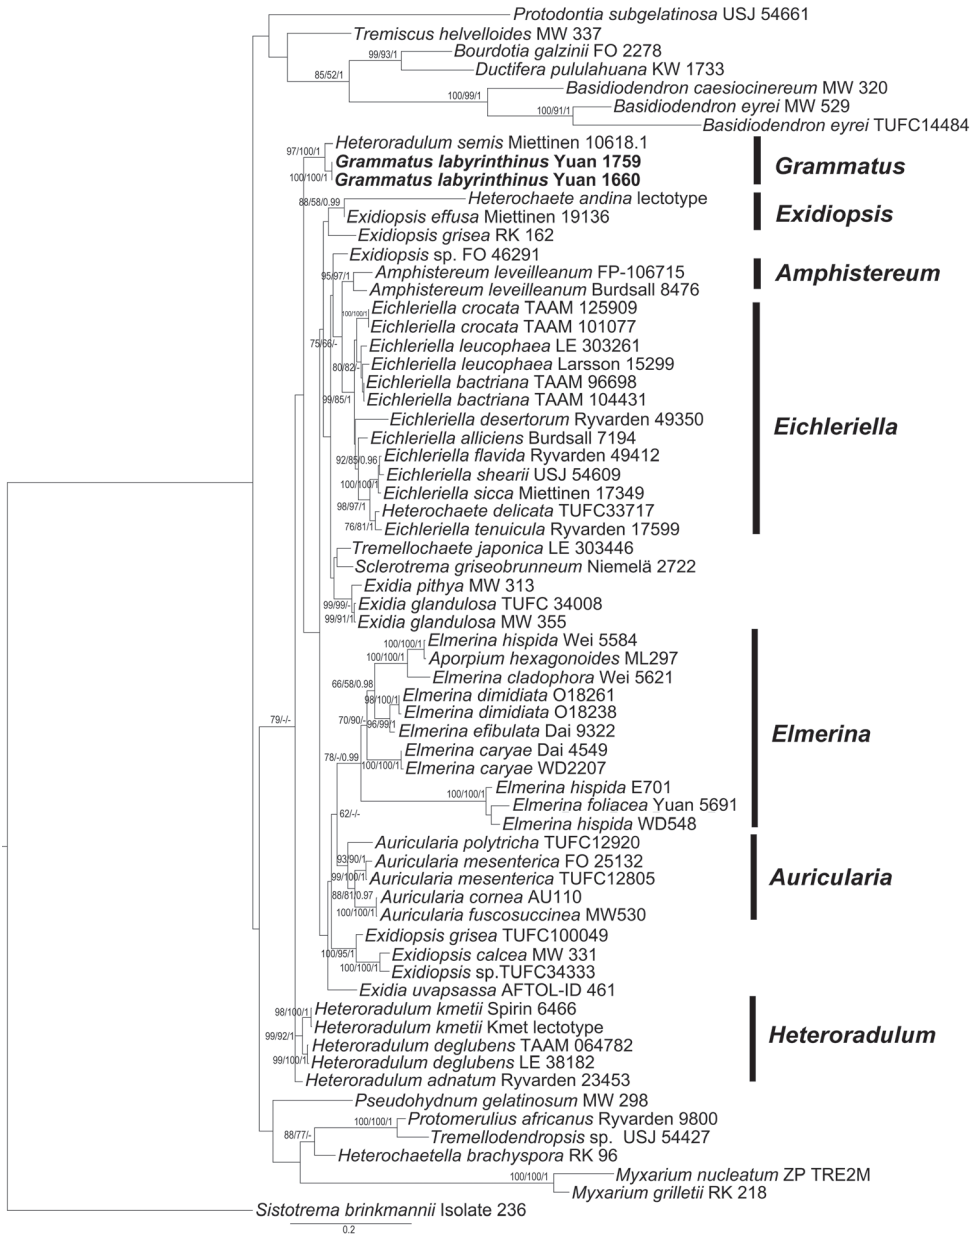 Protodontia subgelatinosa USJ 54661
Tremiscus helvelloides MW 337
99/93/1
Bourdotia galzinii FO 2278
Ductifera pululahuana KW 1733
85/52/1
Basidiodendron caesiocinereum MW 320
100/99/1
Basidiodendron eyrei MW 529
100/91/1
Basidiodendron eyrei TUFC14484
Heteroradulum semis Miettinen 10618.1
97/100/1
Grammatus labyrinthinus Yuan 1759
Grammatus
100/100/1
Grammatus labyrinthinus Yuan 1660
Heterochaete andina lectotype
88/58/0.99
Exidiopsis effusa Miettinen 19136
Exidiopsis
Exidiopsis grisea RK 162
Exidiopsis sp. FO 46291
Amphistereum leveilleanum FP-106715
95/97/1
Amphistereum
Amphistereum leveilleanum Burdsall 8476
Eichleriella crocata TAAM 125909
100/100/1
Eichleriella crocata TAAM 101077
75/66/-
Eichleriella leucophaea LE 303261
Eichleriella leucophaea Larsson 15299
80/82/-
Eichleriella bactriana TAAM 96698
Eichleriella bactriana TAAM 104431
99/85/1
Eichleriella desertorum Ryvarden 49350
Eichleriella
Eichleriella alliciens Burdsall 7194
Eichleriella flavida Ryvarden 49412
92/85/0.96
Eichleriella shearii USJ 54609
100/100/1
Eichleriella sicca Miettinen 17349
98/97/1
Heterochaete delicata TUFC33717
76/81/1
Eichleriella tenuicula Ryvarden 17599
Tremellochaete japonica LE 303446
Sclerotrema griseobrunneum Niemelä 2722
Exidia pithya MW 313
99/99/-
Exidia glandulosa TUFC 34008
99/91/1
Exidia glandulosa MW 355
Elmerina hispida Wei 5584
100/100/1
Aporpium hexagonoides ML297
100/100/1
Elmerina cladophora Wei 5621
66/58/0.98
Elmerina dimidiata O18261
98/100/1
Elmerina dimidiata O18238
79/-/-
70/90/-
96/99/1
Elmerina efibulata Dai 9322
Elmerina
Elmerina caryae Dai 4549
78/-/0.99
100/100/1
Elmerina caryae WD2207
Elmerina hispida E701
100/100/1
Elmerina foliacea Yuan 5691
62/-/-
Elmerina hispida WD548
Auricularia polytricha TUFC12920
93/90/1
Auricularia mesenterica FO 25132
99/100/1
Auricularia mesenterica TUFC12805
Auricularia
88/81/0.97
Auricularia cornea AU110
100/100/1
Auricularia fuscosuccinea MW530
Exidiopsis grisea TUFC100049
100/95/1
Exidiopsis calcea MW 331
100/100/1
Exidiopsis sp.TUFC34333
Exidia uvapsassa AFTOL-ID 461
Heteroradulum kmetii Spirin 6466
98/100/1
Heteroradulum kmetii Kmet lectotype
99/92/1
Heteroradulum
Heteroradulum deglubens TAAM 064782
99/100/1
Heteroradulum deglubens LE 38182
Heteroradulum adnatum Ryvarden 23453
Pseudohydnum gelatinosum MW 298
Protomerulius africanus Ryvarden 9800
100/100/1
Tremellodendropsis sp. USJ 54427
88/77/-
Heterochaetella brachyspora RK 96
Myxarium nucleatum ZP TRE2M
100/100/1
Myxarium grilletii RK 218
Sistotrema brinkmannii Isolate 236
0.2